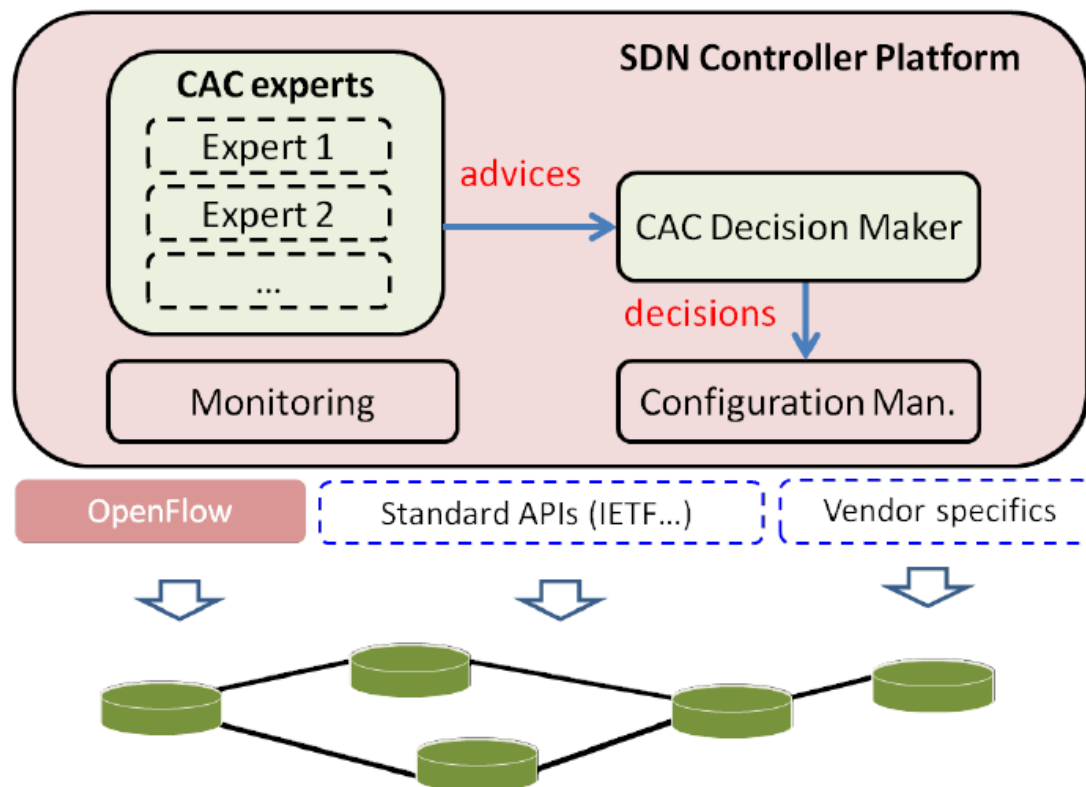 SDN Controller Platform
CAC experts
Expert 1
Expert 2
...
advices
CAC Decision Maker
decisions
Monitoring
Configuration Man.
OpenFlow
Standard APIs (IETF...)
Vendor specifics